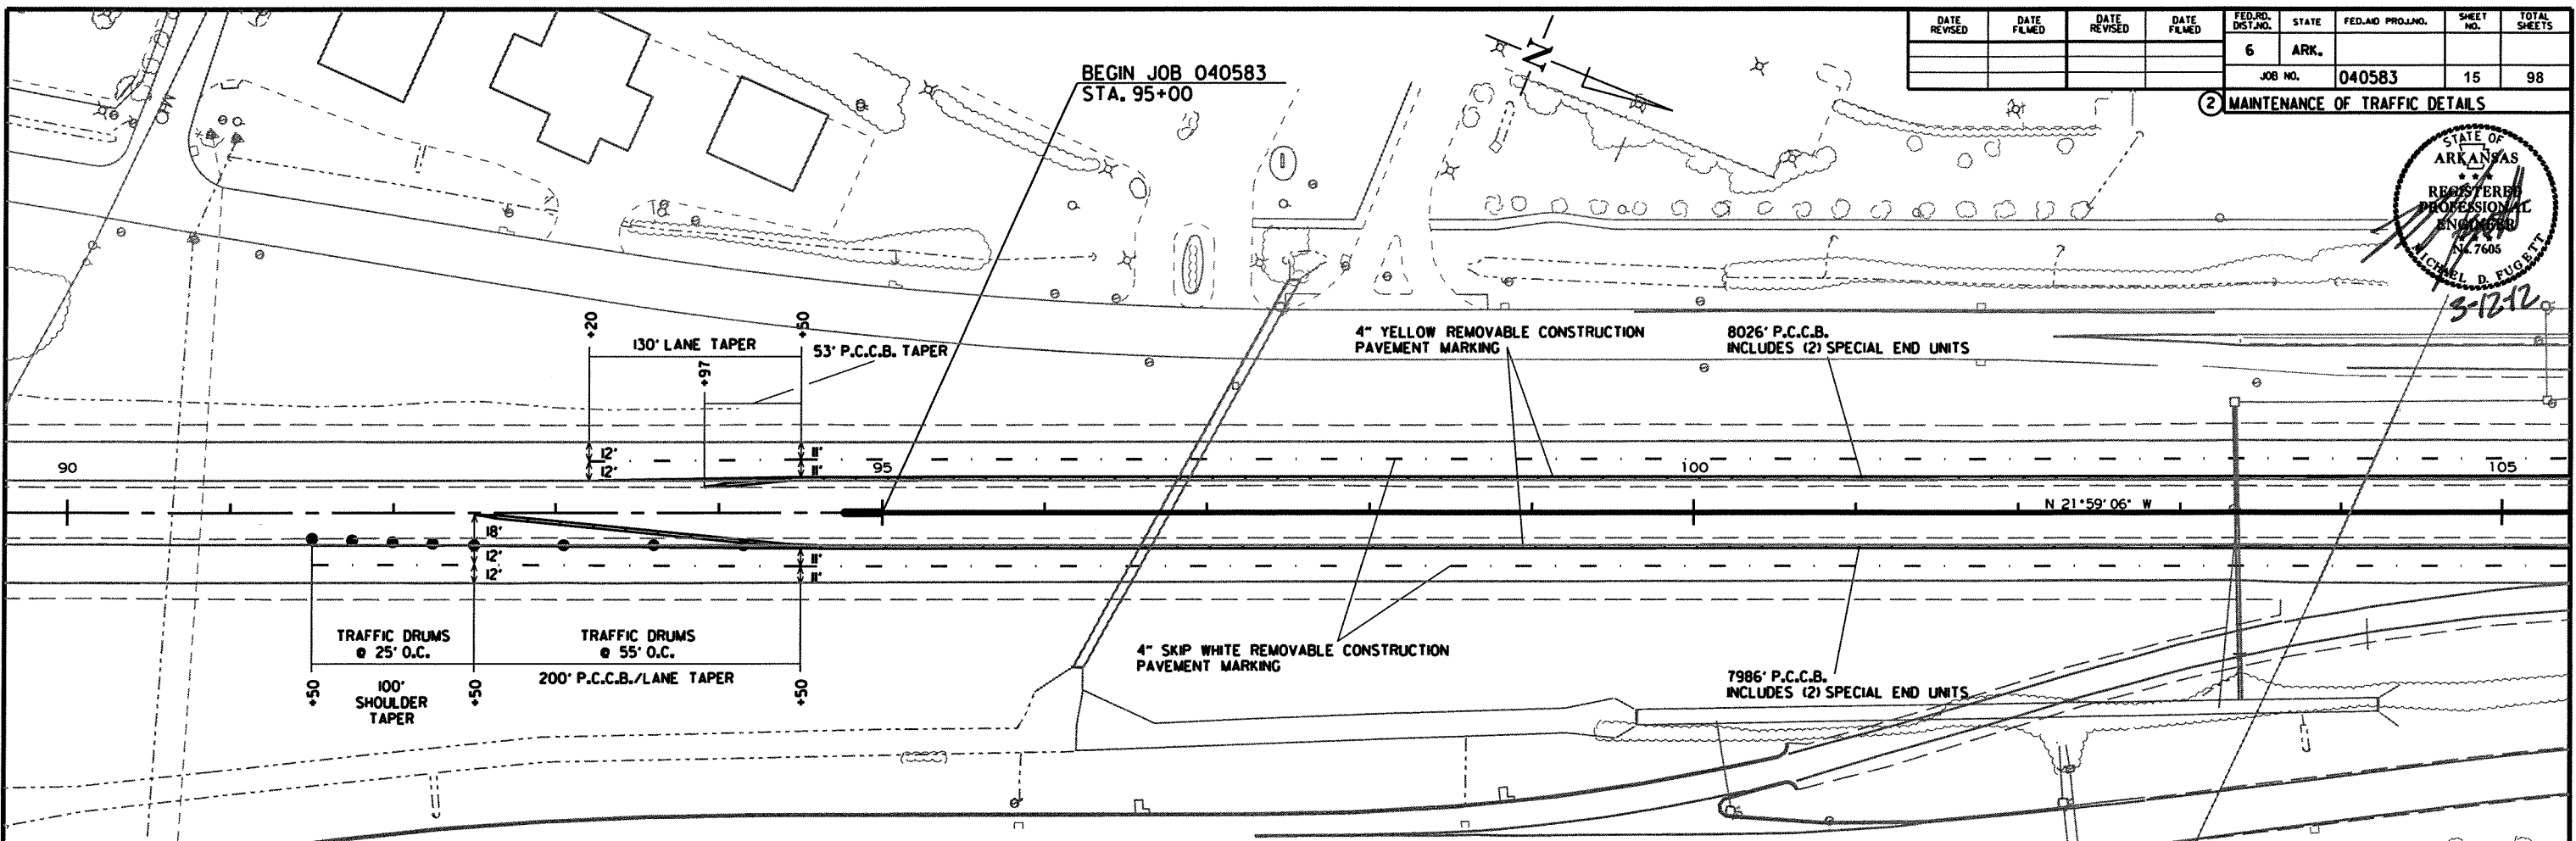 DATE REVISED
DATE FILMED
DATE REVISED
DATE FILMED
FED.RD. DIST.NO.
STATE
FED.AID PROJ.NO.
SHEET NO.
TOTAL SHEETS
6
ARK.
JOB NO.
040583
15
98
2 MAINTENANCE OF TRAFFIC DETAILS
BEGIN JOB 040583
STA. 95+00
N
STATE OF
ARKANSAS
REGISTERED
PROFESSIONAL
ENGINEER
No. 7605
MICHAEL D. FUGETT
3-12-12
+20
+50
130' LANE TAPER
53' P.C.C.B. TAPER
+97
4" YELLOW REMOVABLE CONSTRUCTION
PAVEMENT MARKING
8026' P.C.C.B.
INCLUDES (2) SPECIAL END UNITS
12'
12'
11'
11'
90
95
100
105
N 21°59'06" W
18'
12'
12'
11'
11'
TRAFFIC DRUMS
@ 25' O.C.
TRAFFIC DRUMS
@ 55' O.C.
200' P.C.C.B./LANE TAPER
+50
+50
+50
100'
SHOULDER
TAPER
4" SKIP WHITE REMOVABLE CONSTRUCTION
PAVEMENT MARKING
7986' P.C.C.B.
INCLUDES (2) SPECIAL END UNITS